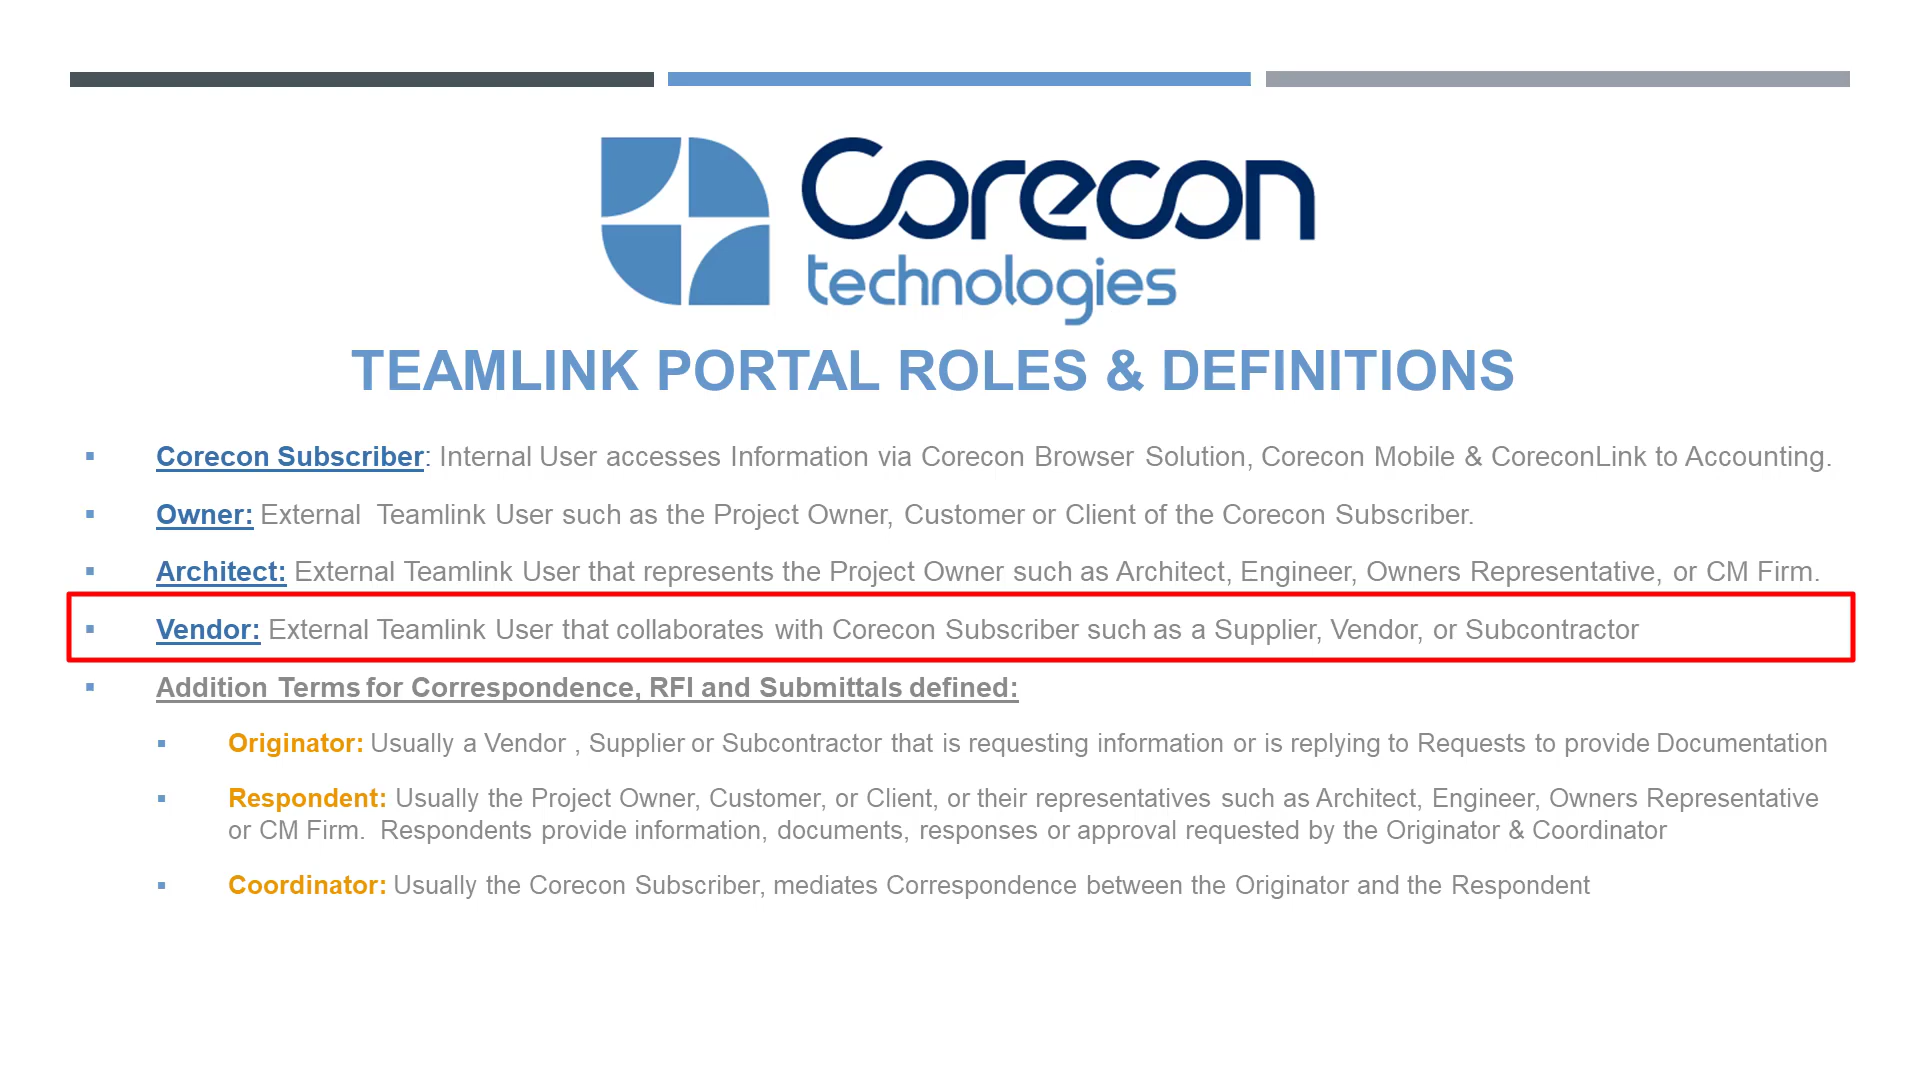 Corecon
technologies
TEAMLINK PORTAL ROLES & DEFINITIONS
Corecon Subscriber: Internal User accesses Information via Corecon Browser Solution, Corecon Mobile & CoreconLink to Accounting.
Owner: External Teamlink User such as the Project Owner, Customer or Client of the Corecon Subscriber.
Architect: External Teamlink User that represents the Project Owner such as Architect, Engineer, Owners Representative, or CM Firm.
Vendor: External Teamlink User that collaborates with Corecon Subscriber such as a Supplier, Vendor, or Subcontractor
Addition Terms for Correspondence, RFI and Submittals defined:
Originator: Usually a Vendor , Supplier or Subcontractor that is requesting information or is replying to Requests to provide Documentation
Respondent: Usually the Project Owner, Customer, or Client, or their representatives such as Architect, Engineer, Owners Representative
or CM Firm. Respondents provide information, documents, responses or approval requested by the Originator & Coordinator
Coordinator: Usually the Corecon Subscriber, mediates Correspondence between the Originator and the Respondent